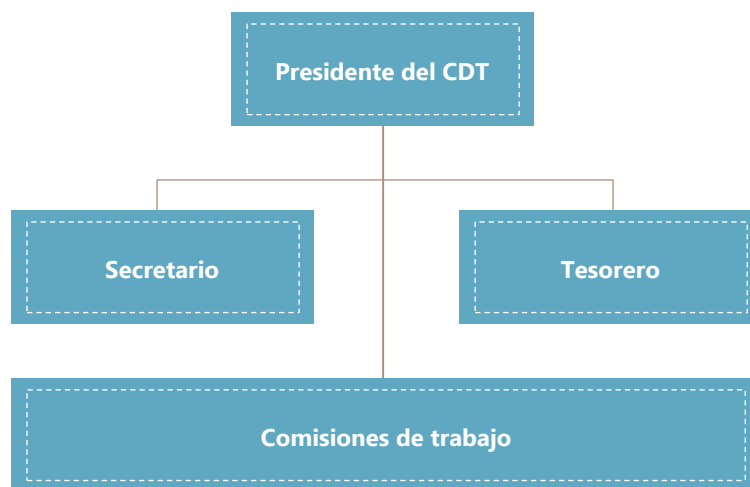 Presidente del CDT
Secretario
Tesorero
Comisiones de trabajo